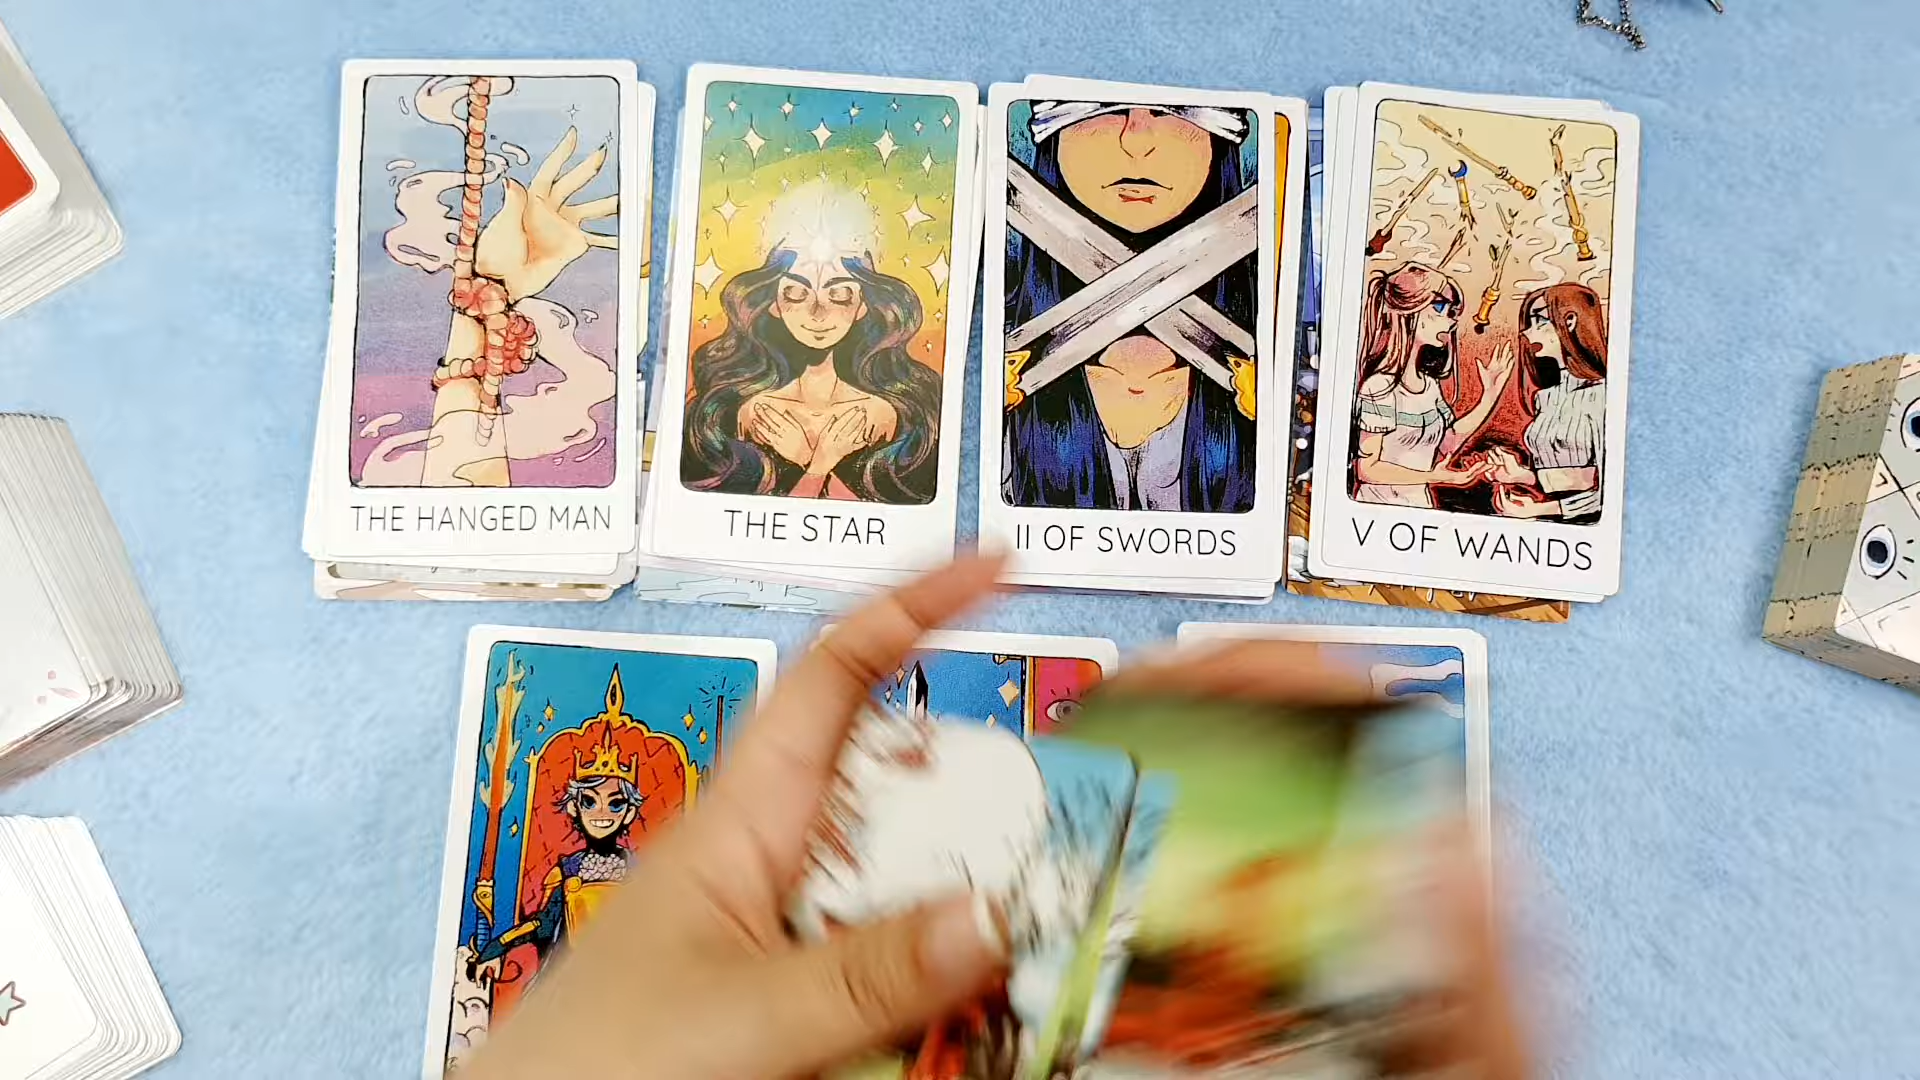 THE HANGED MAN
THE STAR
II OF SWORDS
V OF WANDS